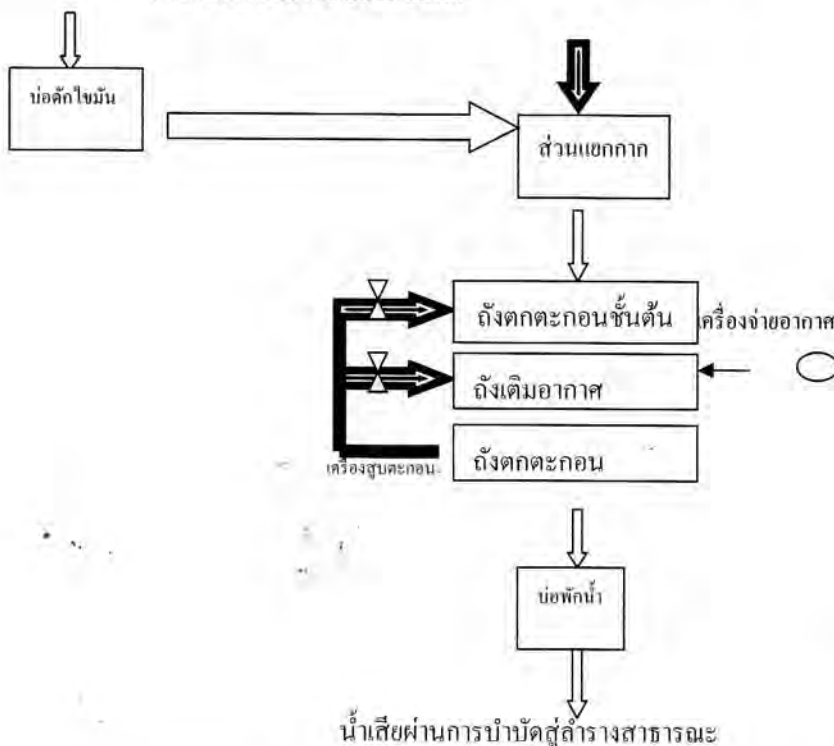 บ่อดักไขมัน
ส่วนแยกกาก
ถังตกตะกอนชั้นต้น
เครื่องจ่ายอากาศ
ถังเติมอากาศ
ถังตกตะกอน
เครื่องสูบตะกอน
บ่อพักน้ำ
น้ำเสียผ่านการบำบัดสู่ลำรางสาธารณะ